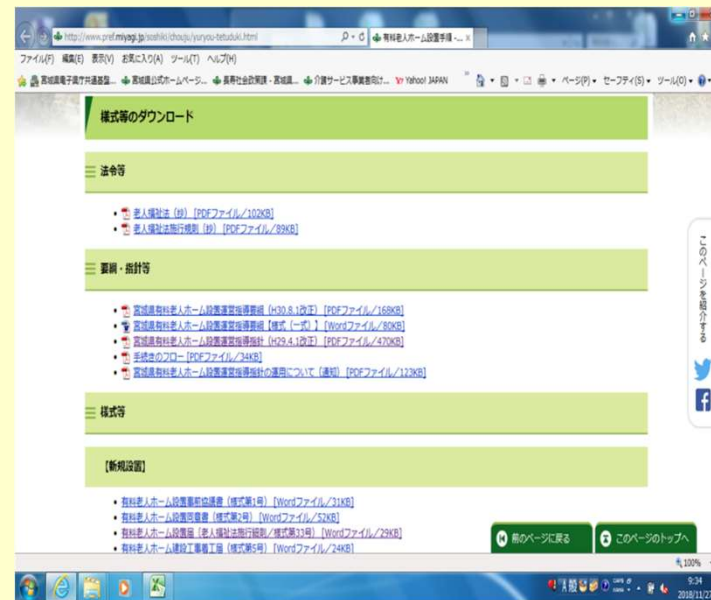 http://www.pref.miyagi.jp/soshiki/chouju/yuryou-tetuduki.html
有料老人ホーム設置手順 -...
ファイル(F) 編集(E) 表示(V) お気に入り(A) ツール(T) ヘルプ(H)
宮城県電子県庁共通基盤... 宮城県公式ホームページ... 長寿社会政策課 - 宮城県... 介護サービス事業者向け... Yahoo! JAPAN ページ(P) セーフティ(S) ツール(O)
様式等のダウンロード
法令等
老人福祉法（抄） [PDFファイル／102KB]
老人福祉法施行規則（抄） [PDFファイル／89KB]
要綱・指針等
宮城県有料老人ホーム設置運営指導要綱（H30.8.1改正） [PDFファイル／168KB]
宮城県有料老人ホーム設置運営指導要綱【様式（一式）】 [Wordファイル／80KB]
宮城県有料老人ホーム設置運営指導指針（H29.4.1改正） [PDFファイル／470KB]
手続きのフロー [PDFファイル／34KB]
宮城県有料老人ホーム設置運営指導指針の運用について（通知） [PDFファイル／123KB]
様式等
【新規設置】
有料老人ホーム設置事前協議書（様式第1号） [Wordファイル／31KB]
有料老人ホーム設置同意書（様式第2号） [Wordファイル／52KB]
有料老人ホーム設置届（老人福祉法施行細則／様式第33号） [Wordファイル／29KB]
有料老人ホーム建設工事着工届（様式第5号） [Wordファイル／24KB]
このページを紹介する
前のページに戻る
このページのトップへ
100%
9:34
2018/11/27